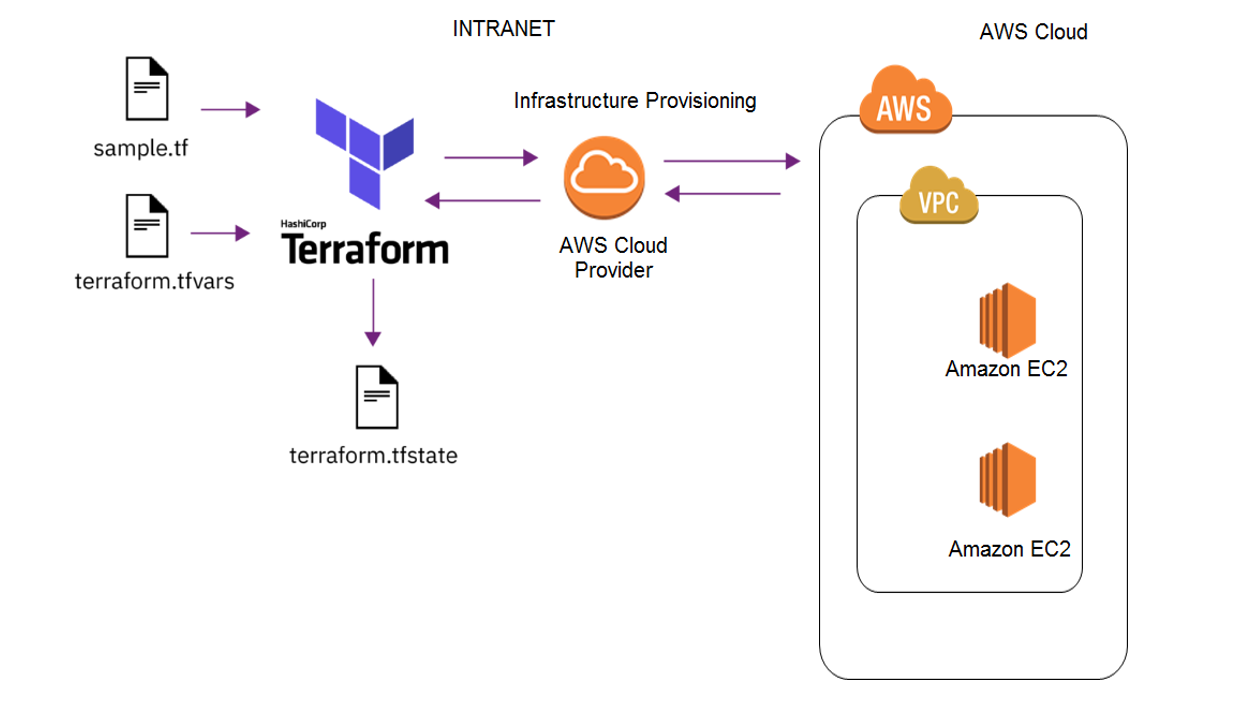 INTRANET
AWS Cloud
sample.tf
terraform.tfvars
HashiCorp
Terraform
terraform.tfstate
Infrastructure Provisioning
AWS Cloud
Provider
AWS
VPC
Amazon EC2
Amazon EC2